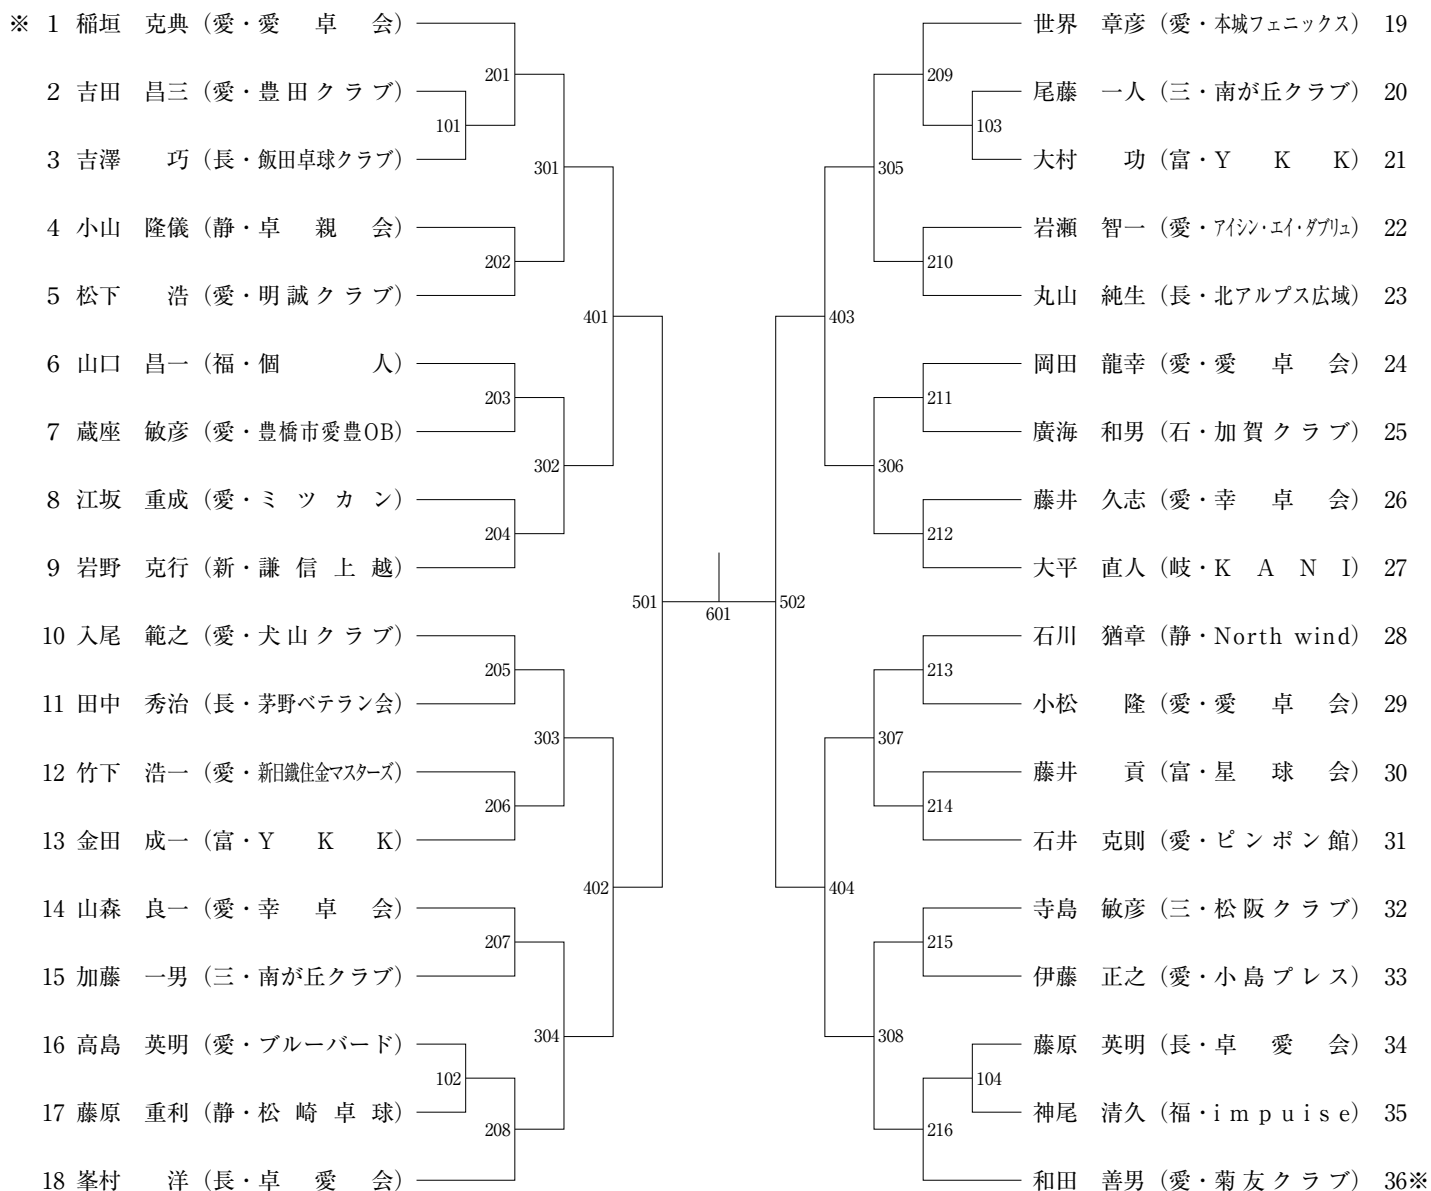 ※ 1 稲垣 克典 (愛・愛卓会)
2 吉田 昌三 (愛・豊田クラブ)
3 吉澤 巧 (長・飯田卓球クラブ)
4 小山 隆儀 (静・卓親会)
5 松下 浩 (愛・明誠クラブ)
6 山口 昌一 (福・個人)
7 蔵座 敏彦 (愛・豊橋市愛豊OB)
8 江坂 重成 (愛・ミツカン)
9 岩野 克行 (新・謙信上越)
10 入尾 範之 (愛・犬山クラブ)
11 田中 秀治 (長・茅野ベテラン会)
12 竹下 浩一 (愛・新日鐵住金マスターズ)
13 金田 成一 (富・YKK)
14 山森 良一 (愛・幸卓会)
15 加藤 一男 (三・南が丘クラブ)
16 高島 英明 (愛・ブルーバード)
17 藤原 重利 (静・松崎卓球)
18 峯村 洋 (長・卓愛会)
101
102
201
202
203
204
205
206
207
208
301
302
303
304
401
402
501
601
502
403
404
305
306
307
308
209
210
211
212
213
214
215
216
103
104
世界 章彦 (愛・本城フェニックス) 19
尾藤 一人 (三・南が丘クラブ) 20
大村 功 (富・YKK) 21
岩瀬 智一 (愛・アイシン・エイ・ダブリュ) 22
丸山 純生 (長・北アルプス広域) 23
岡田 龍幸 (愛・愛卓会) 24
廣海 和男 (石・加賀クラブ) 25
藤井 久志 (愛・幸卓会) 26
大平 直人 (岐・KANI) 27
石川 猶章 (静・North wind) 28
小松 隆 (愛・愛卓会) 29
藤井 貢 (富・星球会) 30
石井 克則 (愛・ピンポン館) 31
寺島 敏彦 (三・松阪クラブ) 32
伊藤 正之 (愛・小島プレス) 33
藤原 英明 (長・卓愛会) 34
神尾 清久 (福・impuise) 35
和田 善男 (愛・菊友クラブ) 36※